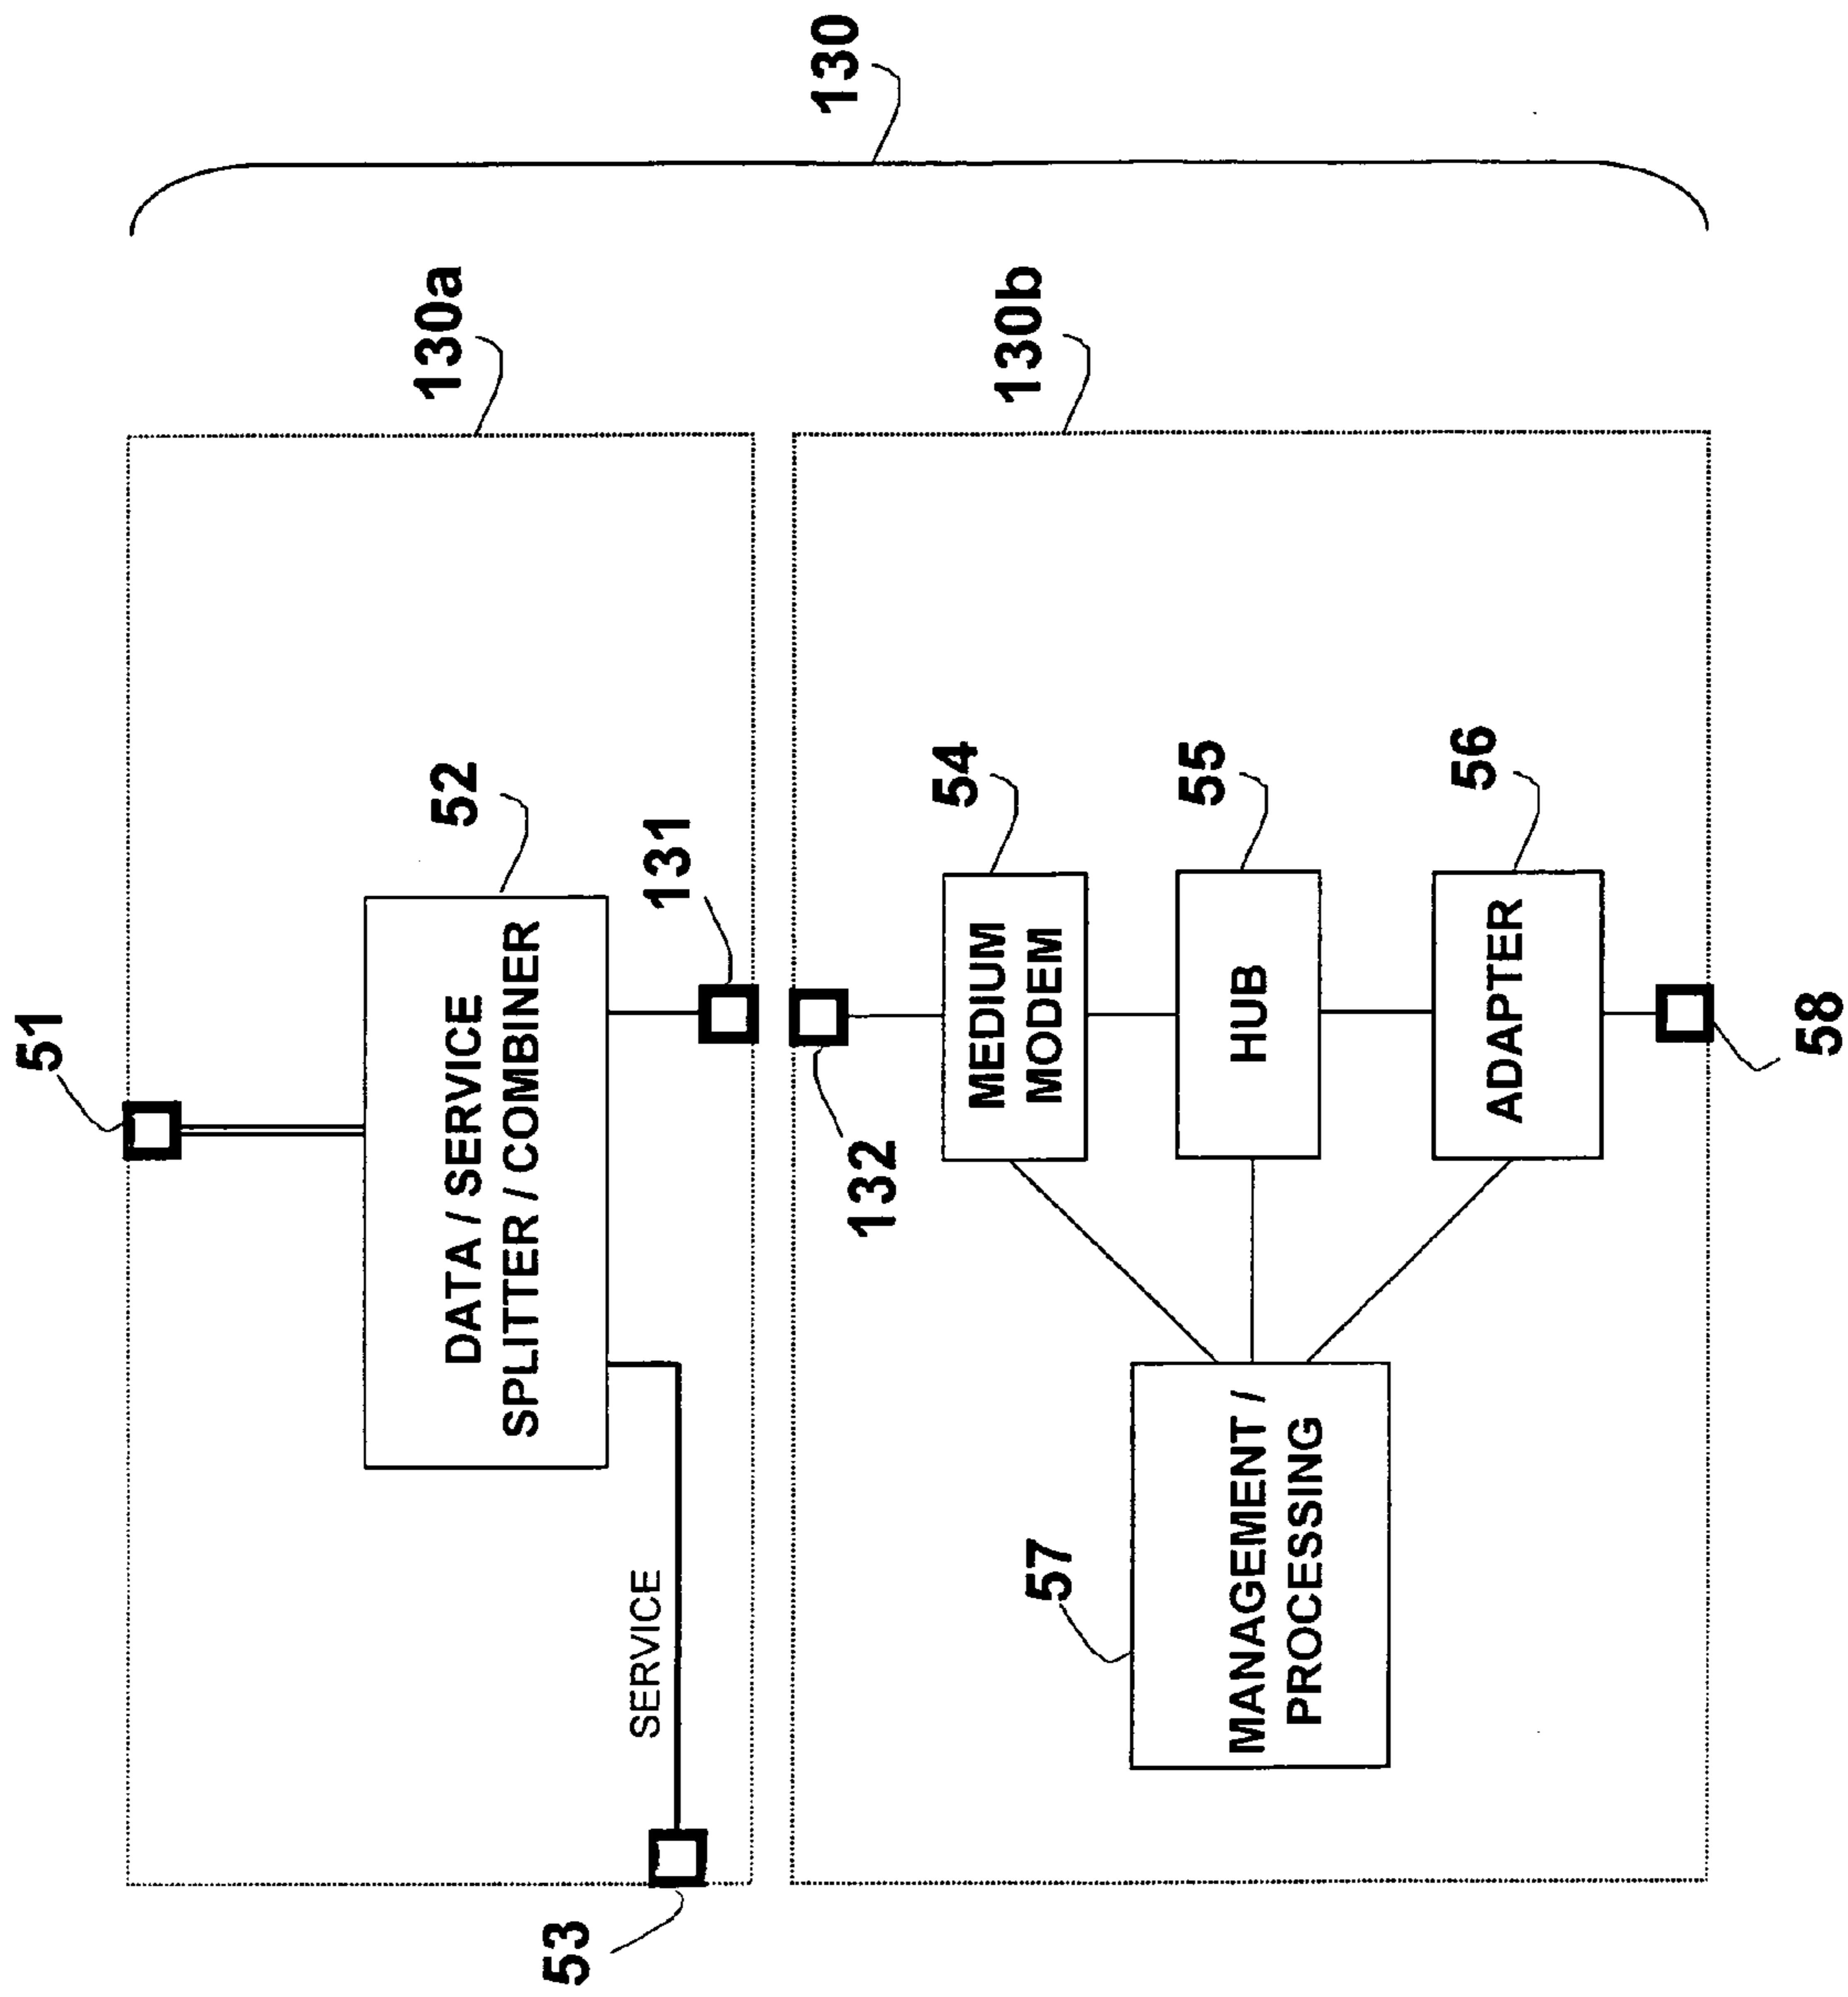 130
130a
130b
51
52
DATA / SERVICE
SPLITTER / COMBINER
131
SERVICE
53
132
54
MEDIUM
MODEM
55
HUB
56
ADAPTER
57
MANAGEMENT /
PROCESSING
58